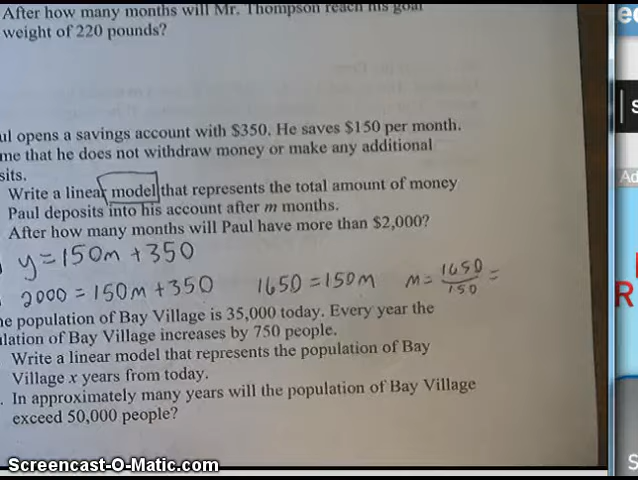 After how many months will Mr. Thompson reach his goal
weight of 220 pounds?
ul opens a savings account with $350. He saves $150 per month.
me that he does not withdraw money or make any additional
sits.
Write a linear model that represents the total amount of money
Paul deposits into his account after m months.
After how many months will Paul have more than $2,000?
y = 150m + 350
2000 = 150m + 350 1650 = 150m m = 1650/150 =
he population of Bay Village is 35,000 today. Every year the
ulation of Bay Village increases by 750 people.
Write a linear model that represents the population of Bay
Village x years from today.
. In approximately many years will the population of Bay Village
exceed 50,000 people?
Screencast-O-Matic.com
Ad
R
S